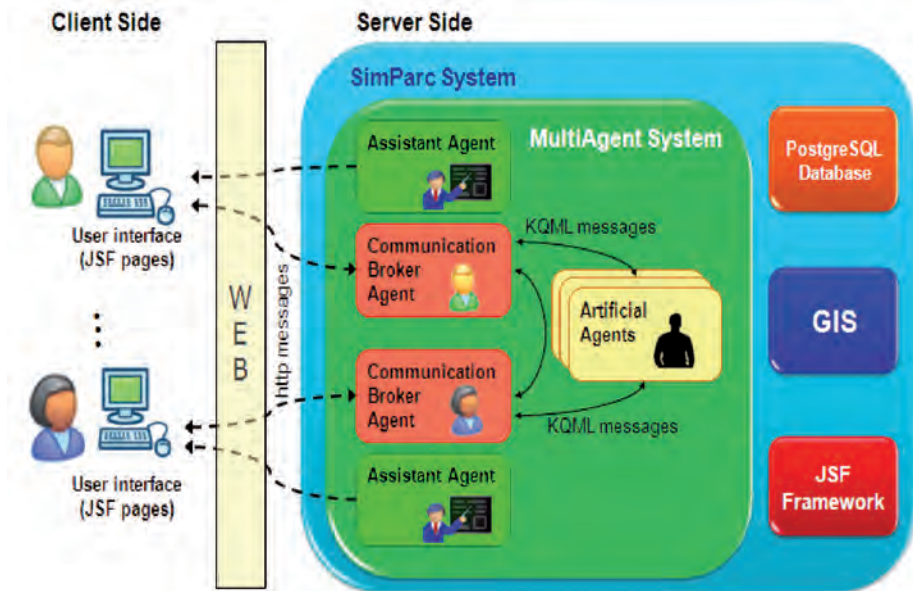 Client Side
Server Side
SimParc System
MultiAgent System
Assistant Agent
PostgreSQL
Database
User interface
(JSF pages)
KQML messages
Communication
Broker
Agent
W
E
B
http messages
Artificial
Agents
GIS
Communication
Broker
Agent
KQML messages
User interface
(JSF pages)
Assistant Agent
JSF
Framework